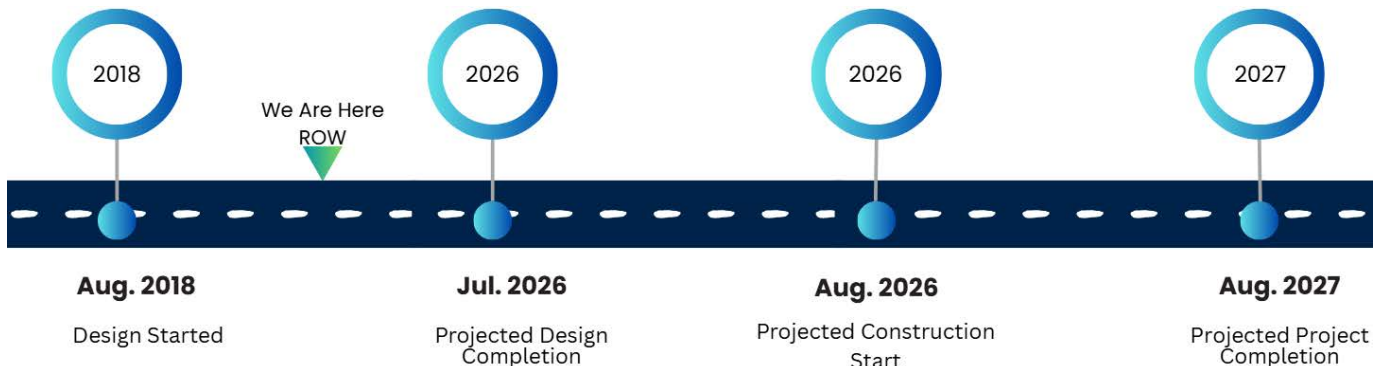 2018
We Are Here
ROW
2026
2026
2027
Aug. 2018
Design Started
Jul. 2026
Projected Design
Completion
Aug. 2026
Projected Construction
Start
Aug. 2027
Projected Project
Completion